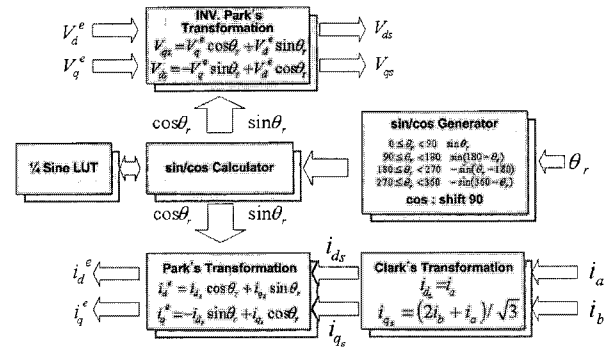 INV. Park's
Transformation
V_d^e
V_qs = V_q^e cosθ_r + V_d^e sinθ_r
V_ds
V_q^e
V_ds = -V_q^e sinθ_r + V_d^e cosθ_r
V_qs
cosθ_r sinθ_r
sin/cos Generator
0 ≤ θ_r < 90 sinθ_r
90 ≤ θ_r < 180 sin(180-θ_r)
180 ≤ θ_r < 270 -sin(θ_r-180)
270 ≤ θ_r < 360 -sin(360-θ_r)
cos : shift 90
θ_r
¼ Sine LUT
sin/cos Calculator
cosθ_r sinθ_r
Park's Transformation
i_d^e = i_ds cosθ_r + i_qs sinθ_r
i_q^e = -i_ds sinθ_r + i_qs cosθ_r
i_d^e
i_q^e
i_ds
i_qs
Clark's Transformation
i_ds = i_a
i_qs = (2i_b + i_a)/√3
i_a
i_b